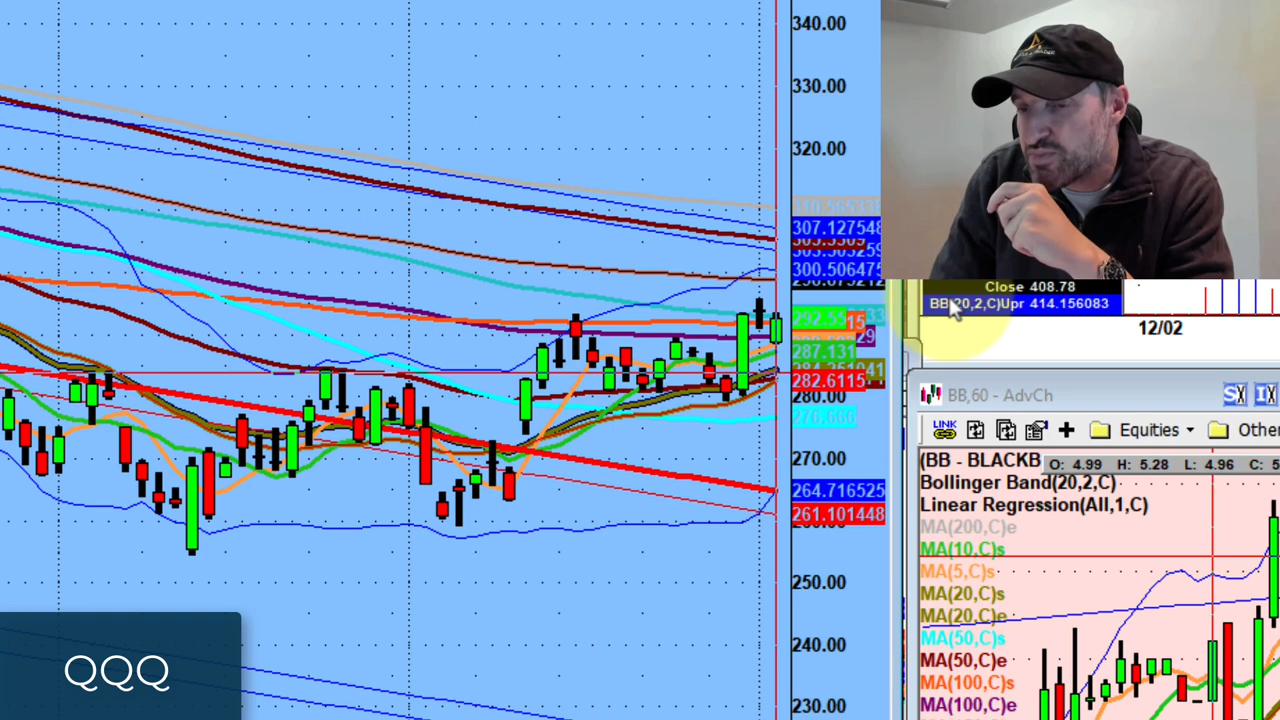 340.00
330.00
320.00
307.127548
300.506475
292.55
287.131
282.6115
280.00
276.666
270.00
264.716525
261.101448
250.00
240.00
230.00
QQQ
Close 408.78
BB(20,2,C)Upr 414.156083
12/02
BB,60 - AdvCh
LINK
Equities
Other
(BB - BLACKB
O: 4.99 H: 5.28 L: 4.96 C: 5
Bollinger Band(20,2,C)
Linear Regression(All,1,C)
MA(200,C)e
MA(10,C)s
MA(5,C)s
MA(20,C)s
MA(20,C)e
MA(50,C)s
MA(50,C)e
MA(100,C)s
MA(100,C)e